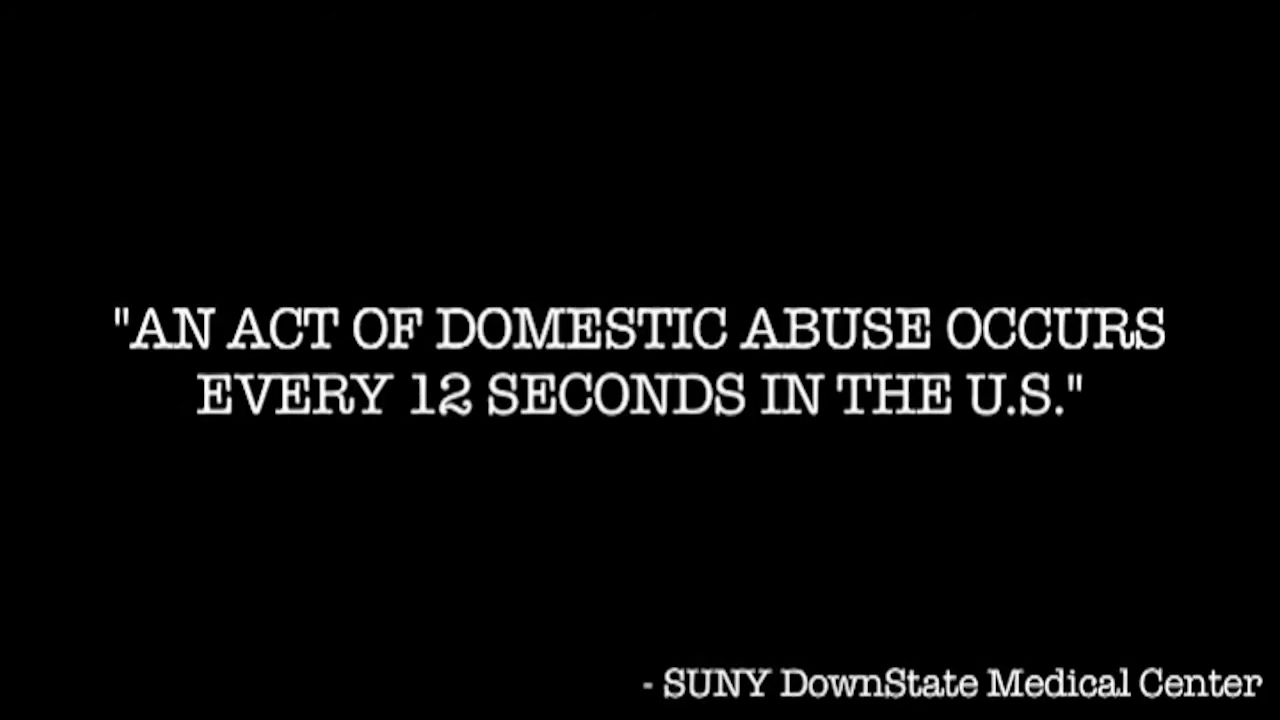 "AN ACT OF DOMESTIC ABUSE OCCURS
EVERY 12 SECONDS IN THE U.S."
- SUNY DownState Medical Center